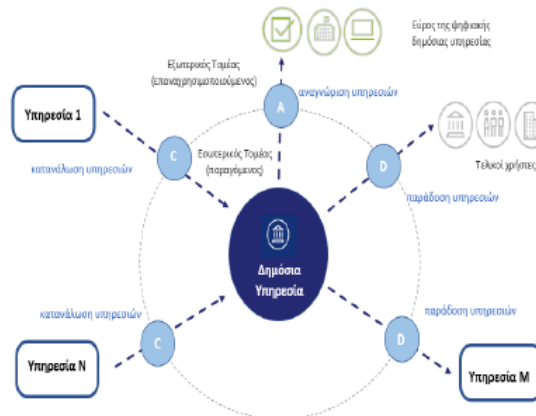 Εύρος της ψηφιακής
δημόσιας υπηρεσίας
Εξωτερικός Τομέας
(επαναχρησιμοποιούμενος)
A
αναγνώριση υπηρεσιών
Υπηρεσία 1
κατανάλωση υπηρεσιών
C
Εσωτερικός Τομέας
(παραγόμενος)
D
Τελικοί χρήστες
παράδοση υπηρεσιών
Δημόσια
Υπηρεσία
κατανάλωση υπηρεσιών
C
παράδοση υπηρεσιών
D
Υπηρεσία N
Υπηρεσία M